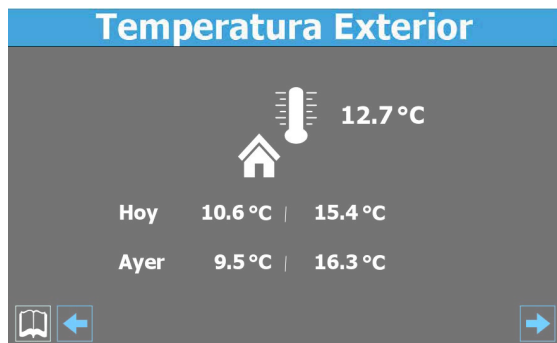 Temperatura Exterior
12.7 °C
Hoy 10.6 °C | 15.4 °C
Ayer 9.5 °C | 16.3 °C